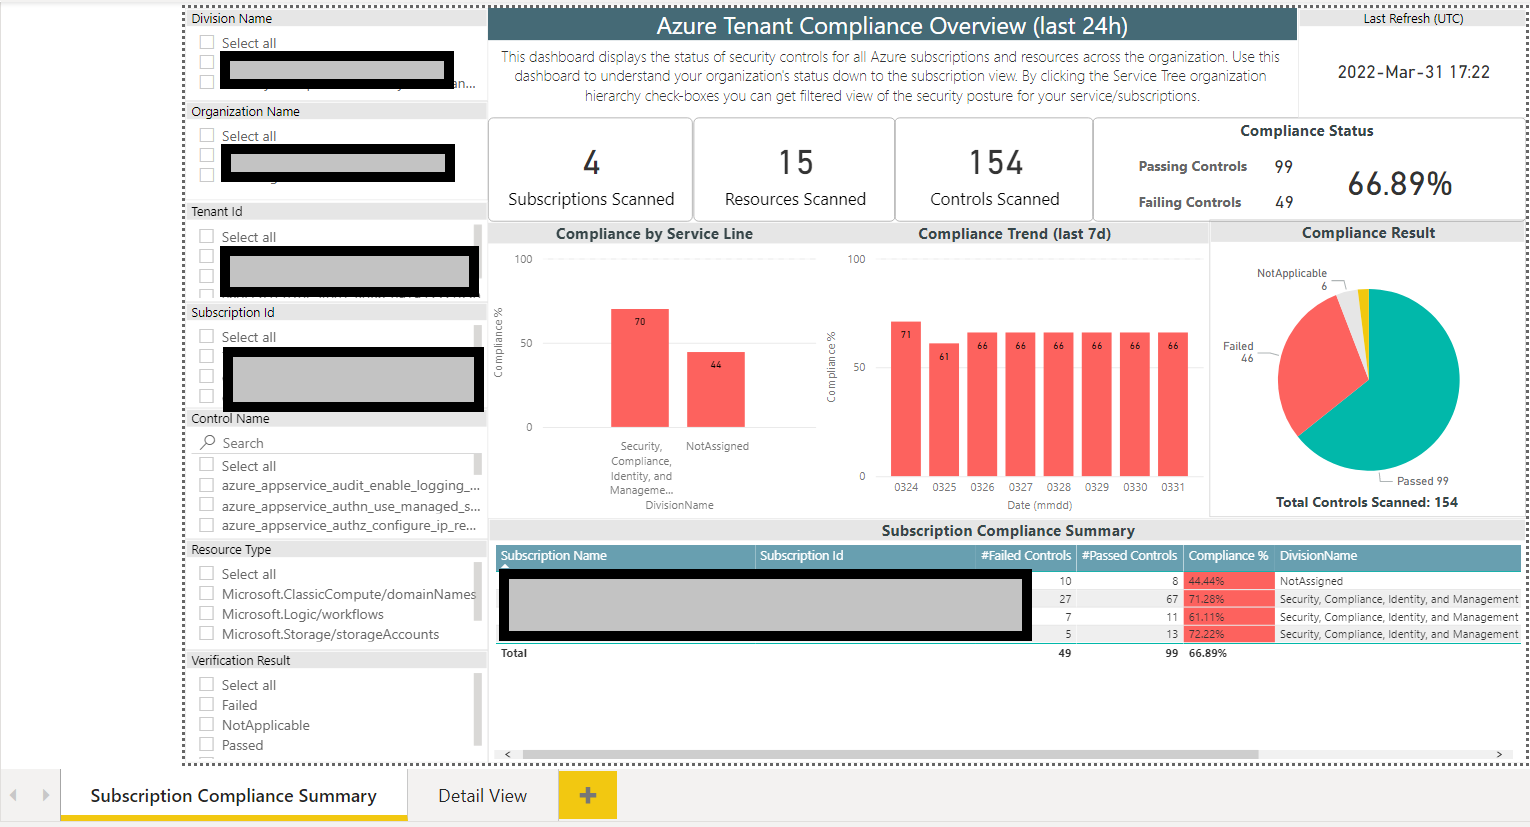 Division Name
Select all
an...
Organization Name
Select all
Tenant Id
Select all
Subscription Id
Select all
Control Name
Search
Select all
azure_appservice_audit_enable_logging_...
azure_appservice_authn_use_managed_s...
azure_appservice_authz_configure_ip_re...
Resource Type
Select all
Microsoft.ClassicCompute/domainNames
Microsoft.Logic/workflows
Microsoft.Storage/storageAccounts
Verification Result
Select all
Failed
NotApplicable
Passed
Azure Tenant Compliance Overview (last 24h)
This dashboard displays the status of security controls for all Azure subscriptions and resources across the organization. Use this
dashboard to understand your organization's status down to the subscription view. By clicking the Service Tree organization
hierarchy check-boxes you can get filtered view of the security posture for your service/subscriptions.
Last Refresh (UTC)
2022-Mar-31 17:22
4
Subscriptions Scanned
15
Resources Scanned
154
Controls Scanned
Compliance Status
Passing Controls 99
Failing Controls 49
66.89%
Compliance by Service Line
Compliance %
100
50
0
70
44
Security,
Compliance,
Identity, and
Manageme...
NotAssigned
DivisionName
Compliance Trend (last 7d)
Compliance %
100
50
0
71 61 66 66 66 66 66 66
0324 0325 0326 0327 0328 0329 0330 0331
Date (mmdd)
Compliance Result
NotApplicable
6
Failed
46
Passed 99
Total Controls Scanned: 154
Subscription Compliance Summary
Subscription Name Subscription Id #Failed Controls #Passed Controls Compliance % DivisionName
10 8 44.44% NotAssigned
27 67 71.28% Security, Compliance, Identity, and Management
7 11 61.11% Security, Compliance, Identity, and Management
5 13 72.22% Security, Compliance, Identity, and Management
Total 49 99 66.89%
Subscription Compliance Summary
Detail View
+